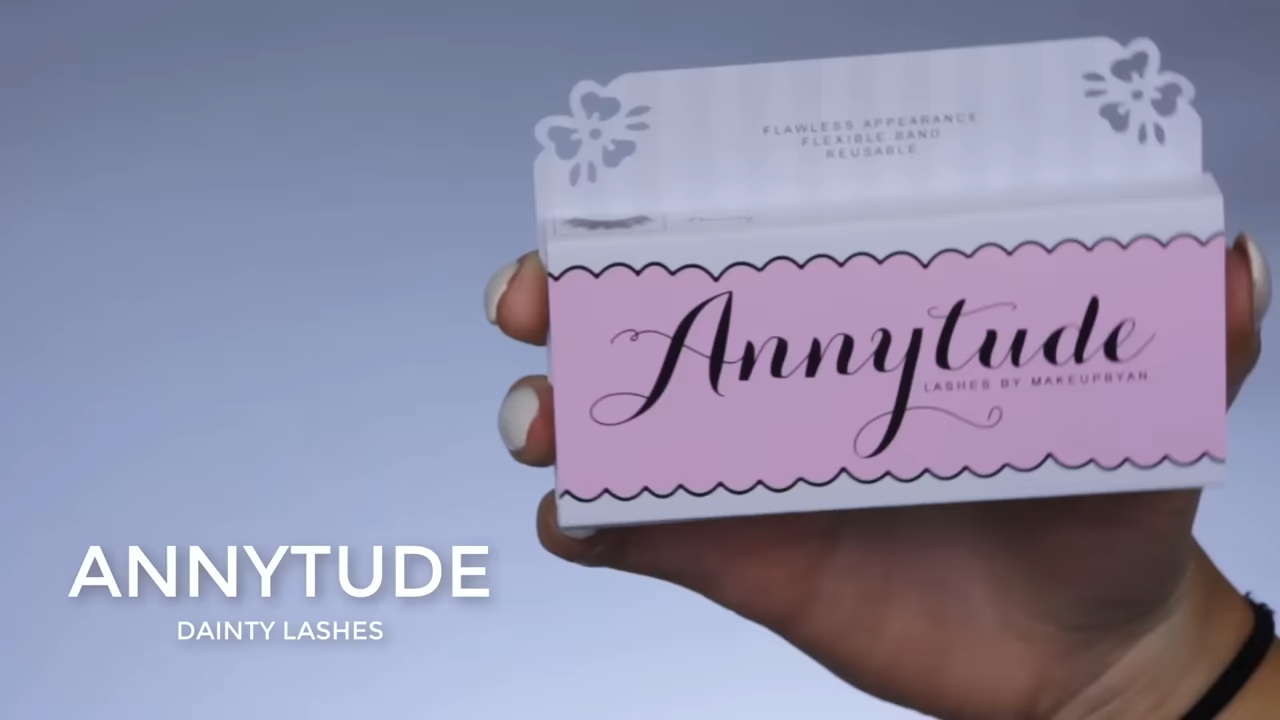 FLAWLESS APPEARANCE
FLEXIBLE BAND
REUSABLE
Annytude
LASHES BY MAKEUPBYAN
ANNYTUDE
DAINTY LASHES